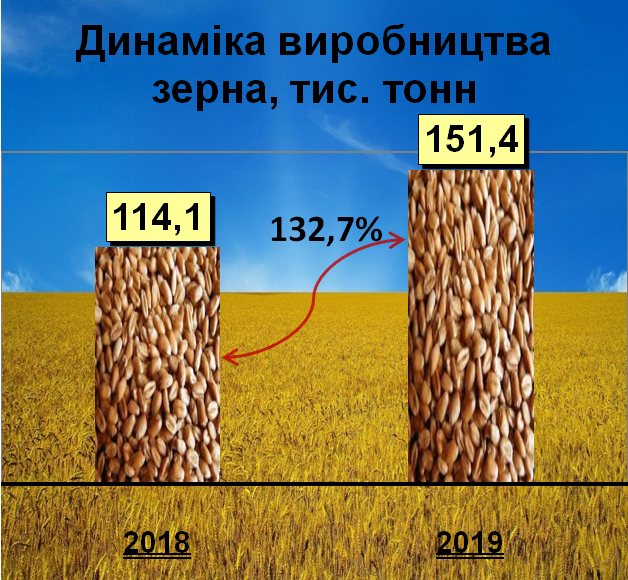 Динаміка виробництва
зерна, тис. тонн
151,4
114,1
132,7%
2018
2019